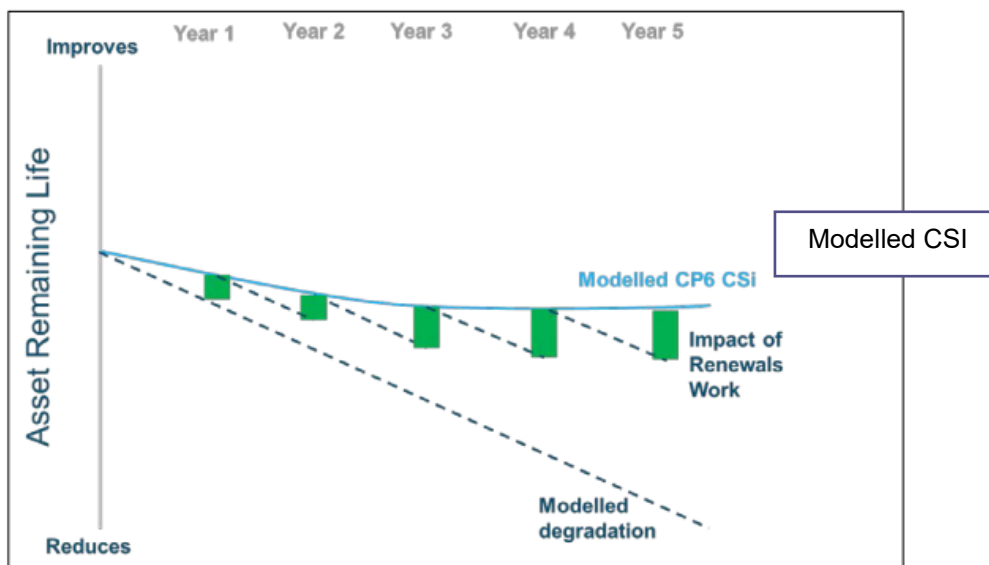 Year 1 Year 2 Year 3 Year 4 Year 5
Improves
Asset Remaining Life
Modelled CSI
Modelled CP6 CSi
Impact of
Renewals
Work
Modelled
degradation
Reduces